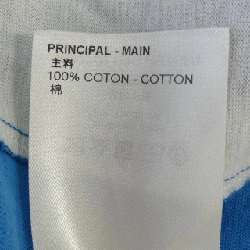 PRINCIPAL - MAIN
主料
100% COTON - COTTON
棉